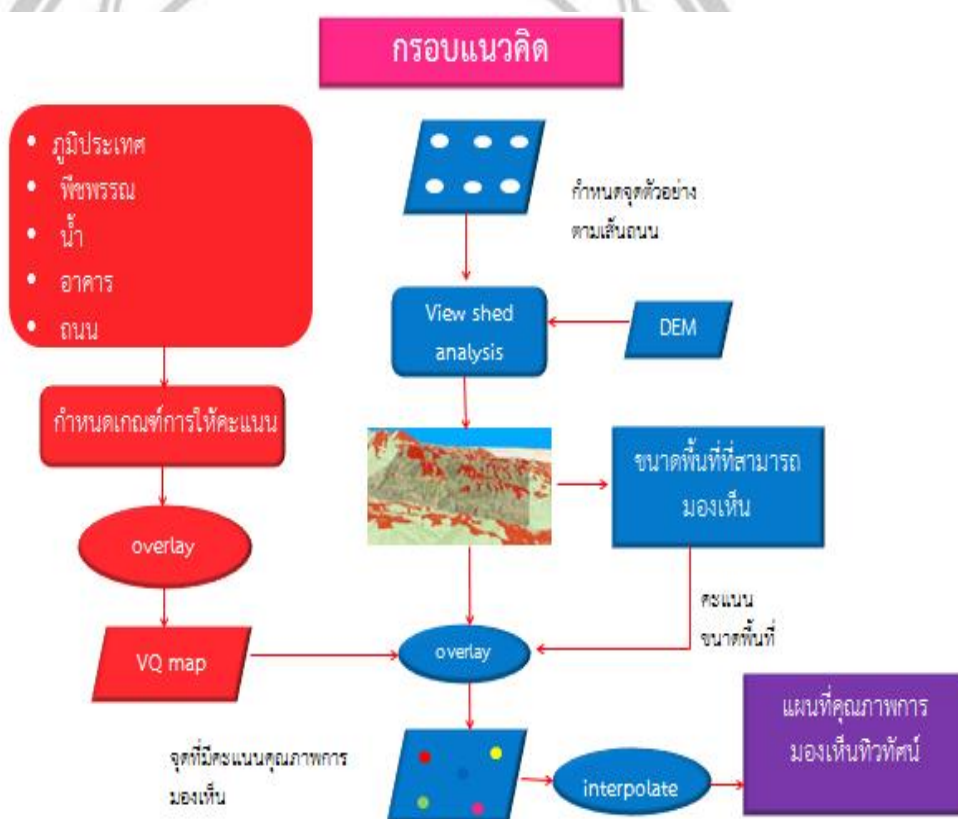 กรอบแนวคิด
• ภูมิประเทศ
• พืชพรรณ
• น้ำ
• อาคาร
• ถนน
กำหนดเกณฑ์การให้คะแนน
overlay
VQ map
กำหนดจุดตัวอย่าง
ตามเส้นถนน
View shed
analysis
DEM
ขนาดพื้นที่ที่สามารถ
มองเห็น
คะแนน
ขนาดพื้นที่
overlay
จุดที่มีคะแนนคุณภาพการ
มองเห็น
interpolate
แผนที่คุณภาพการ
มองเห็นทิวทัศน์